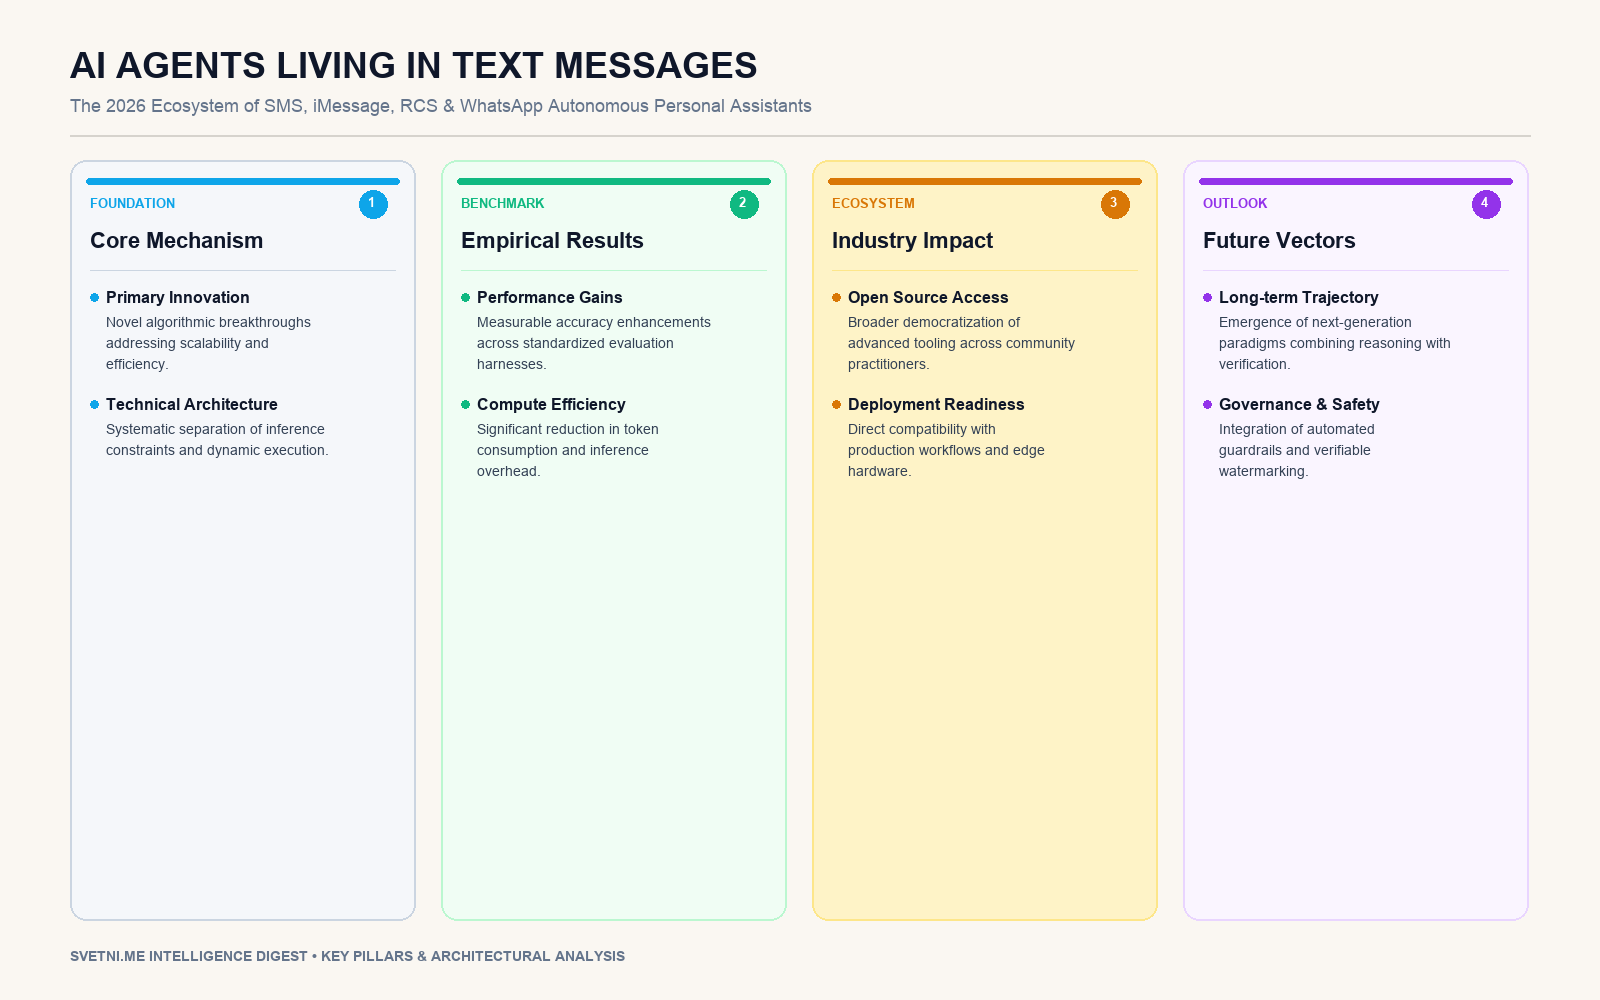 AI AGENTS LIVING IN TEXT MESSAGES
The 2026 Ecosystem of SMS, iMessage, RCS & WhatsApp Autonomous Personal Assistants
FOUNDATION
1
Core Mechanism
Primary Innovation
Novel algorithmic breakthroughs
addressing scalability and
efficiency.
Technical Architecture
Systematic separation of inference
constraints and dynamic execution.
BENCHMARK
2
Empirical Results
Performance Gains
Measurable accuracy enhancements
across standardized evaluation
harnesses.
Compute Efficiency
Significant reduction in token
consumption and inference
overhead.
ECOSYSTEM
3
Industry Impact
Open Source Access
Broader democratization of
advanced tooling across community
practitioners.
Deployment Readiness
Direct compatibility with
production workflows and edge
hardware.
OUTLOOK
4
Future Vectors
Long-term Trajectory
Emergence of next-generation
paradigms combining reasoning with
verification.
Governance & Safety
Integration of automated
guardrails and verifiable
watermarking.
SVETNI.ME INTELLIGENCE DIGEST • KEY PILLARS & ARCHITECTURAL ANALYSIS